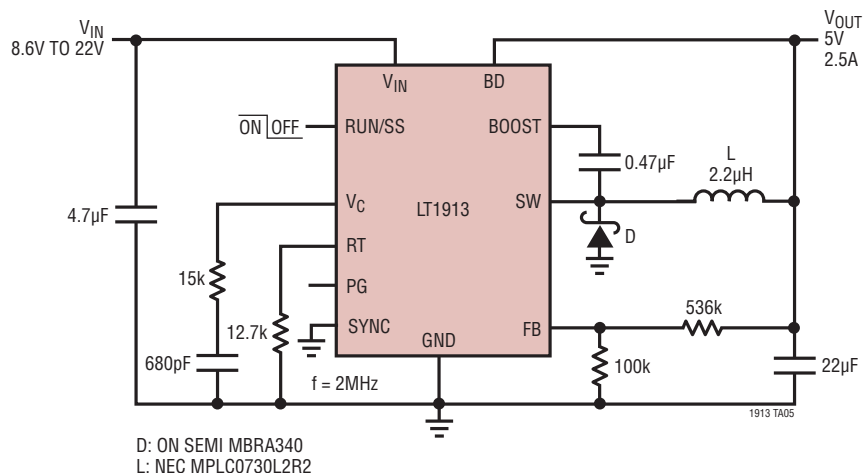 VIN
8.6V TO 22V
VOUT
5V
2.5A
VIN
BD
ON OFF
RUN/SS
BOOST
0.47µF
L
2.2µH
4.7µF
VC
LT1913
SW
D
15k
RT
PG
12.7k
SYNC
GND
FB
536k
680pF
f = 2MHz
100k
22µF
1913 TA05
D: ON SEMI MBRA340
L: NEC MPLC0730L2R2